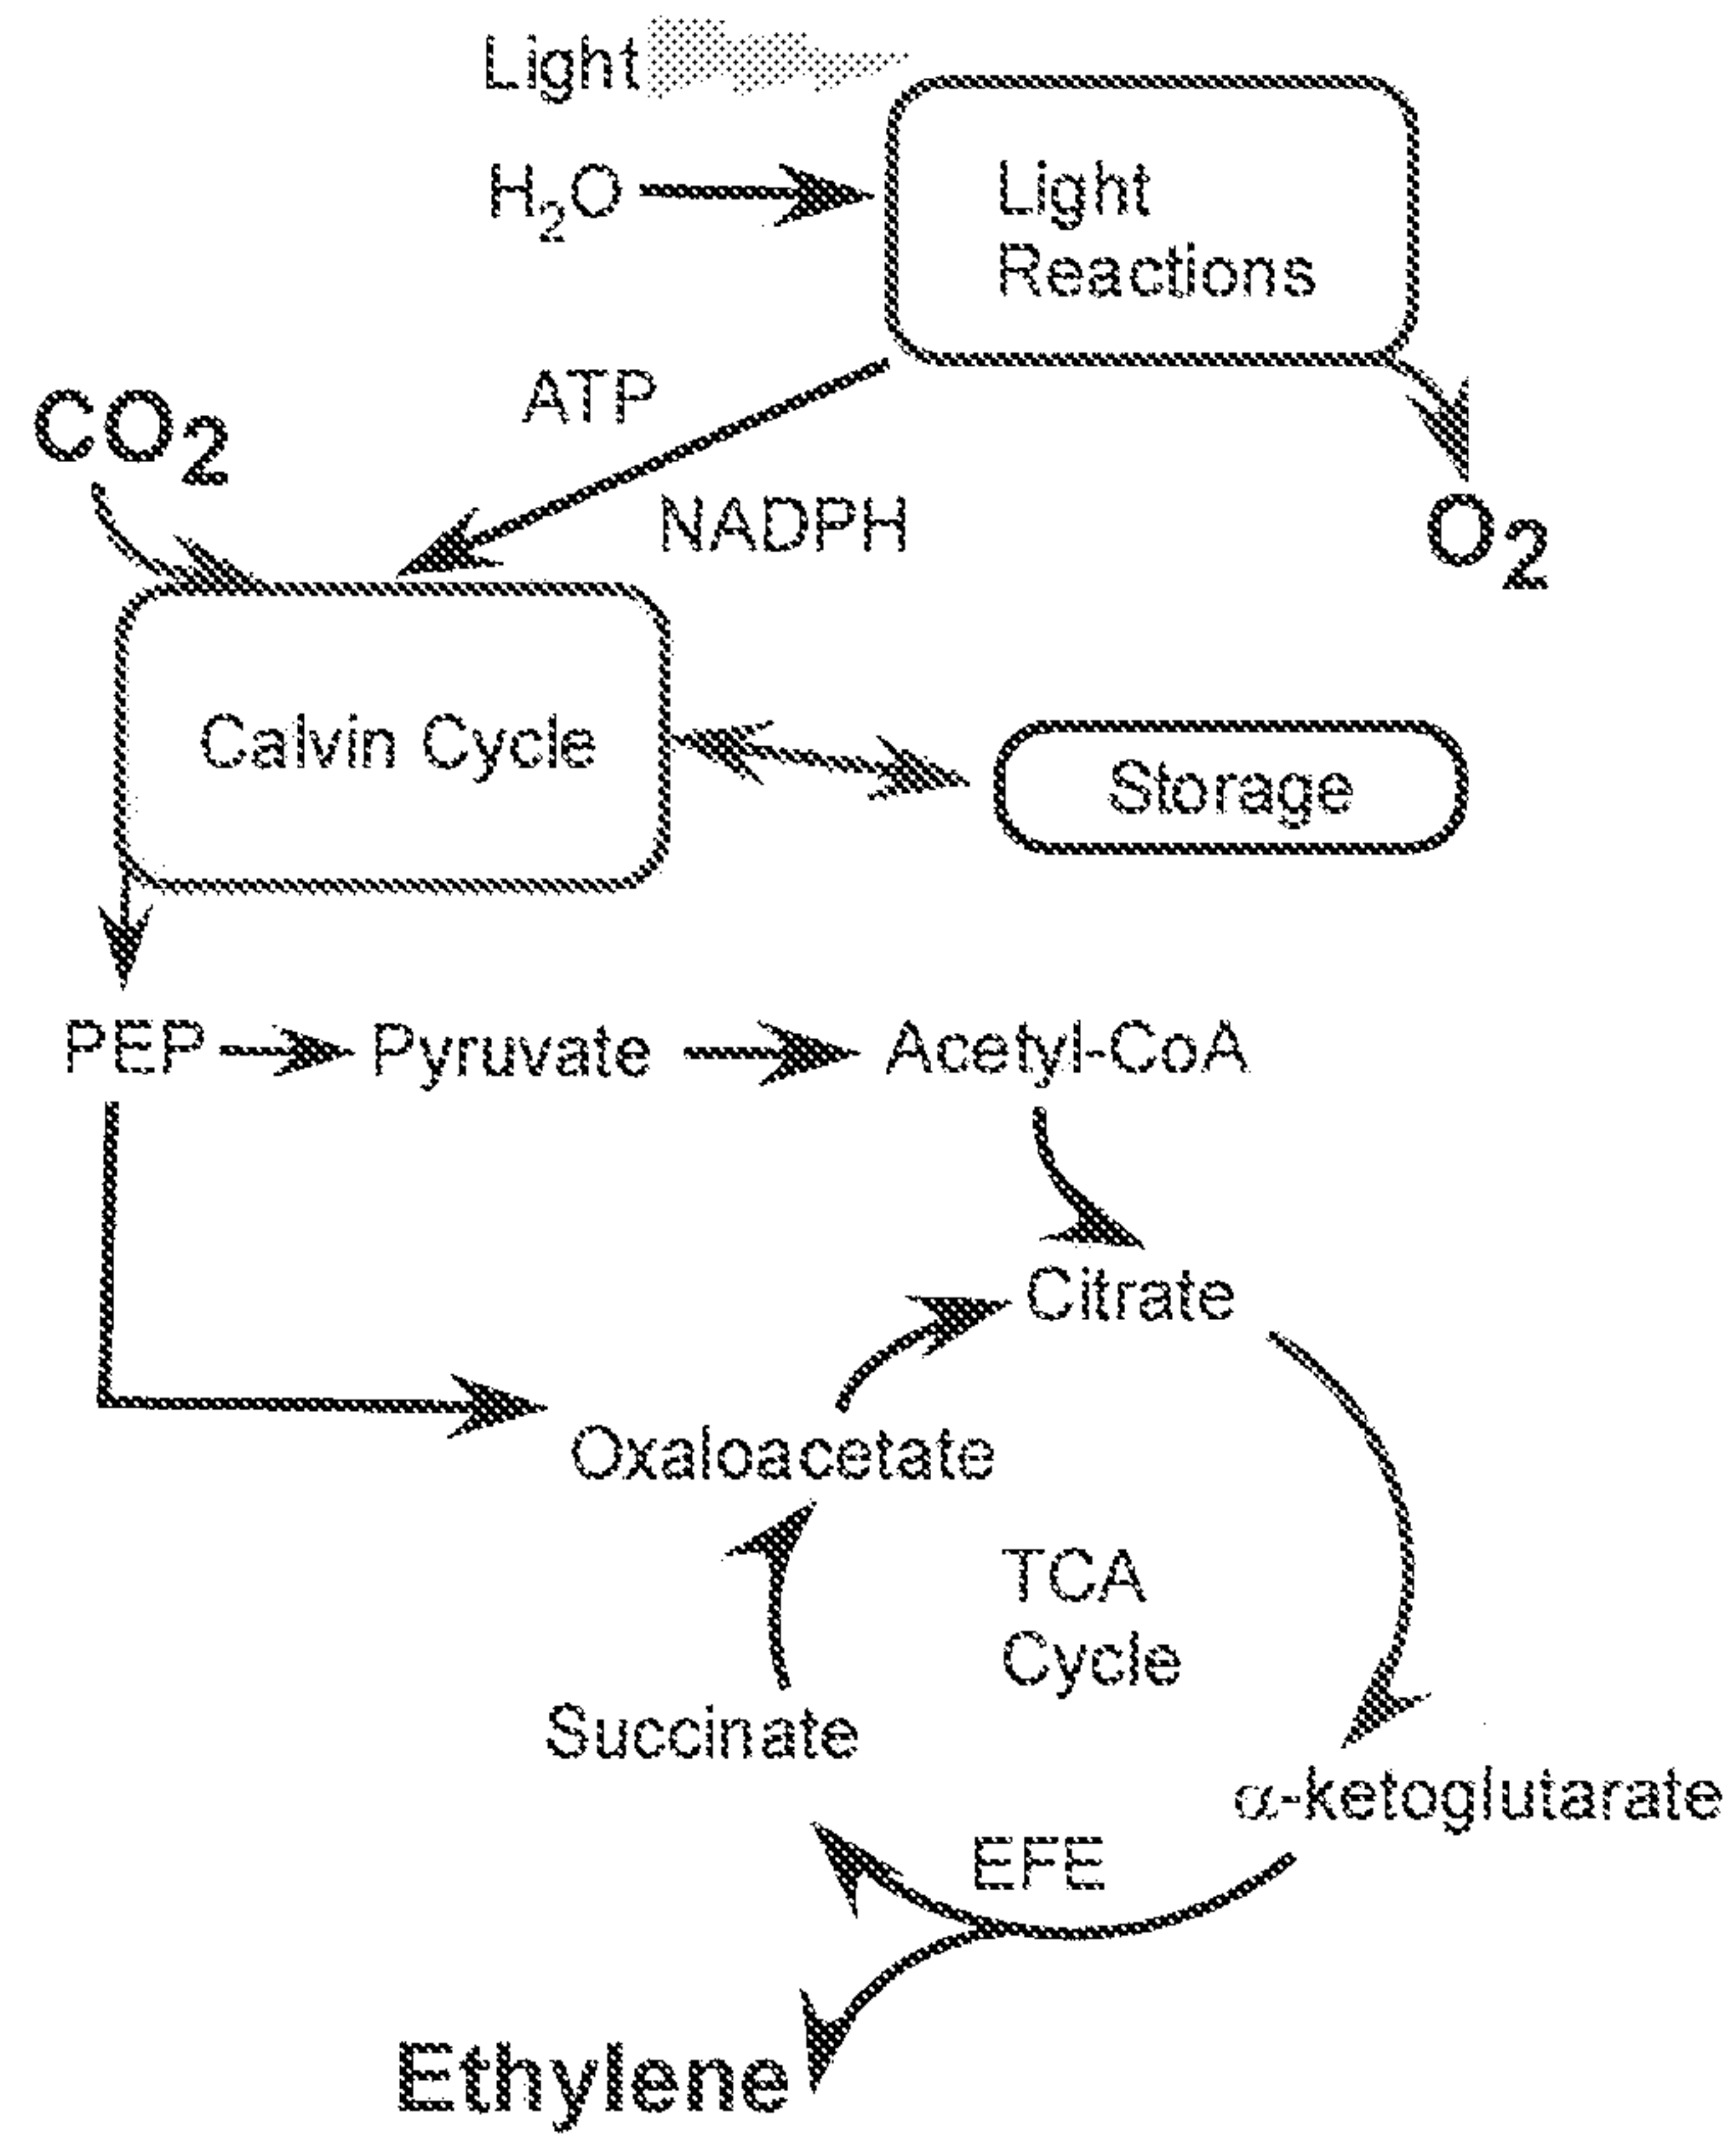 Light
H₂O
Light
Reactions
ATP
CO₂
NADPH
O₂
Calvin Cycle
Storage
PEP
Pyruvate
Acetyl-CoA
Citrate
Oxaloacetate
TCA
Cycle
Succinate
α-ketoglutarate
EFE
Ethylene